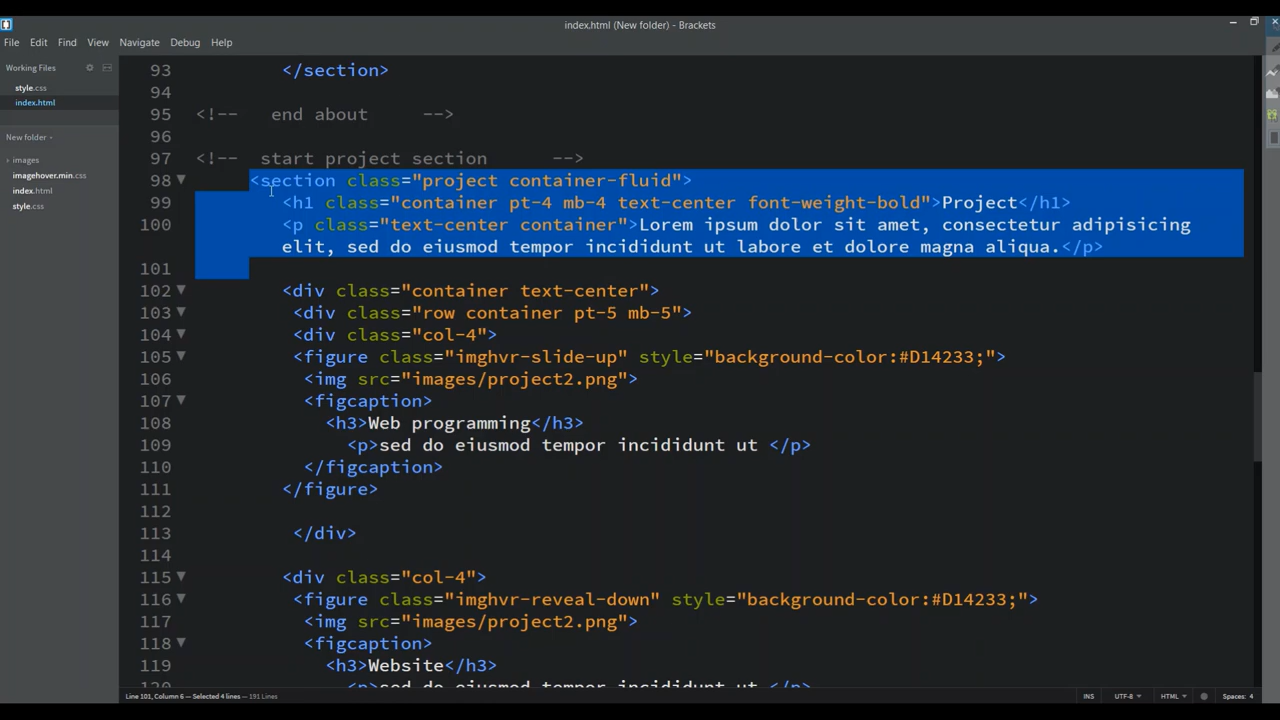 index.html (New folder) - Brackets
File Edit Find View Navigate Debug Help
Working Files
style.css
index.html
New folder
images
imagehover.min.css
index.html
style.css
93 </section>
94
95 <!-- end about -->
96
97 <!-- start project section -->
98 <section class="project container-fluid">
99 <h1 class="container pt-4 mb-4 text-center font-weight-bold">Project</h1>
100 <p class="text-center container">Lorem ipsum dolor sit amet, consectetur adipisicing
elit, sed do eiusmod tempor incididunt ut labore et dolore magna aliqua.</p>
101
102 <div class="container text-center">
103 <div class="row container pt-5 mb-5">
104 <div class="col-4">
105 <figure class="imghvr-slide-up" style="background-color:#D14233;">
106 <img src="images/project2.png">
107 <figcaption>
108 <h3>Web programming</h3>
109 <p>sed do eiusmod tempor incididunt ut </p>
110 </figcaption>
111 </figure>
112
113 </div>
114
115 <div class="col-4">
116 <figure class="imghvr-reveal-down" style="background-color:#D14233;">
117 <img src="images/project2.png">
118 <figcaption>
119 <h3>Website</h3>
120 <p>sed do eiusmod tempor incididunt ut </p>
Line 101, Column 6 — Selected 4 lines — 191 Lines
INS UTF-8 HTML Spaces: 4